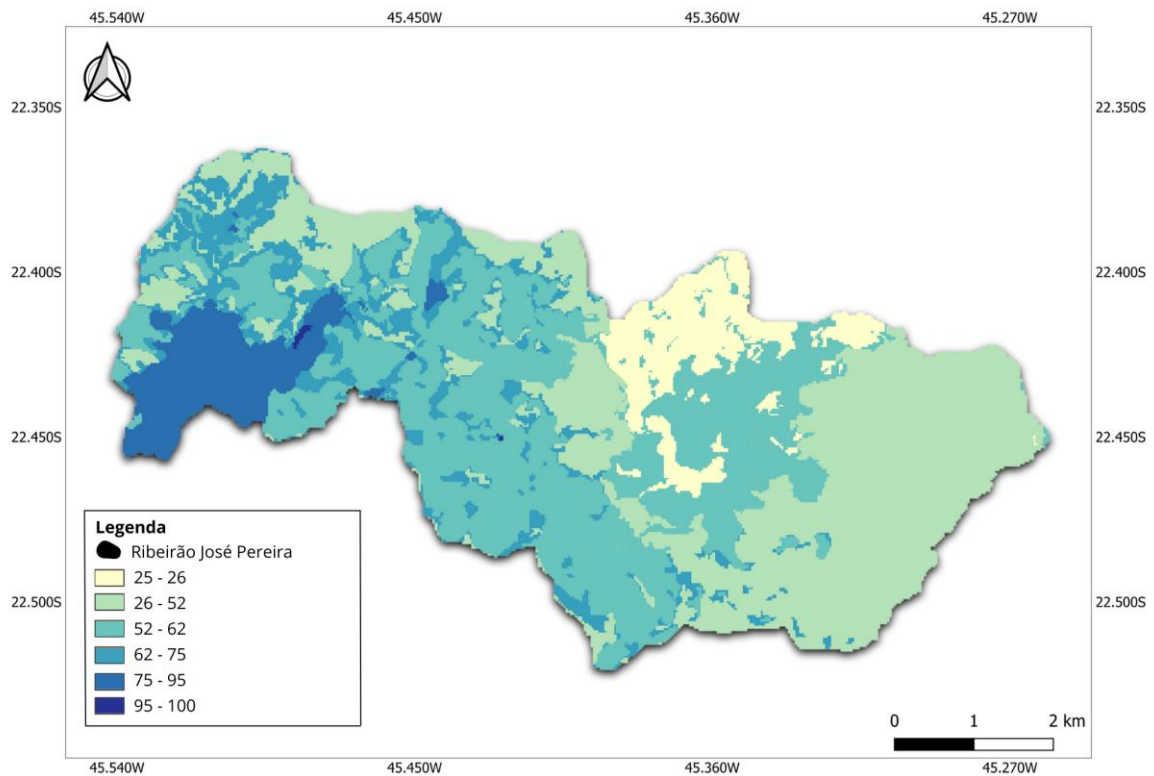 45.540W 45.450W 45.360W 45.270W
22.350S 22.350S
22.400S 22.400S
22.450S 22.450S
Legenda
Ribeirão José Pereira
25 - 26
26 - 52
52 - 62
62 - 75
75 - 95
95 - 100
22.500S 22.500S
0 1 2 km
45.540W 45.450W 45.360W 45.270W